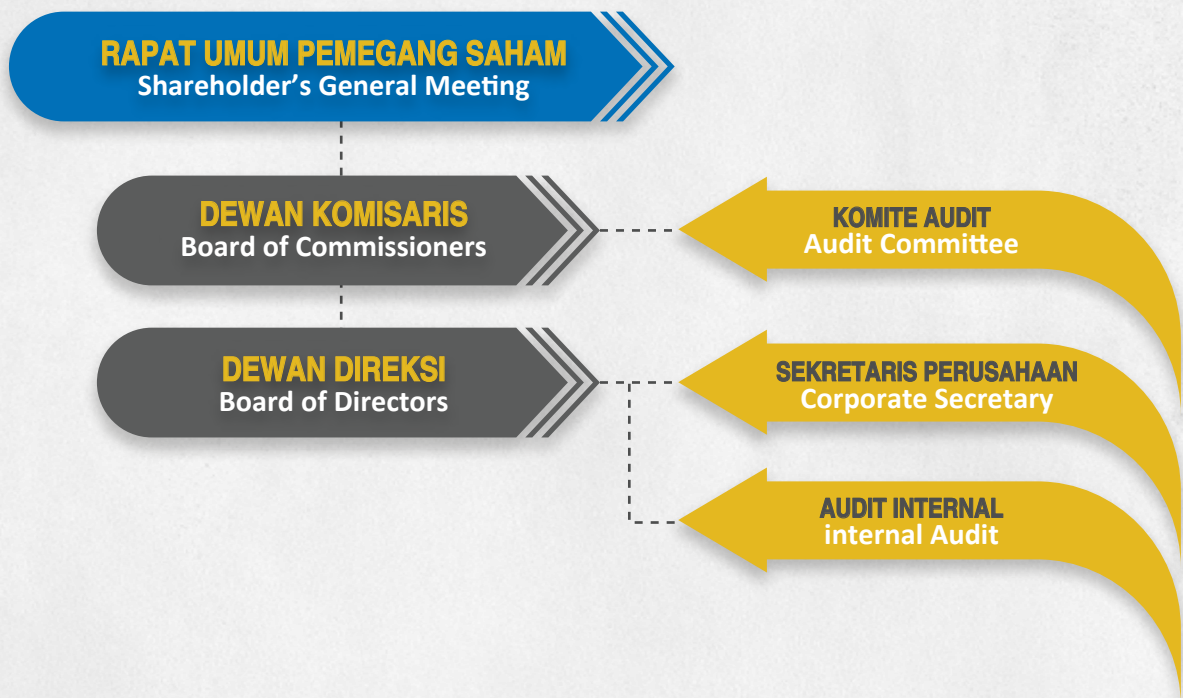 RAPAT UMUM PEMEGANG SAHAM
Shareholder’s General Meeting
DEWAN KOMISARIS
Board of Commissioners
KOMITE AUDIT
Audit Committee
DEWAN DIREKSI
Board of Directors
SEKRETARIS PERUSAHAAN
Corporate Secretary
AUDIT INTERNAL
internal Audit